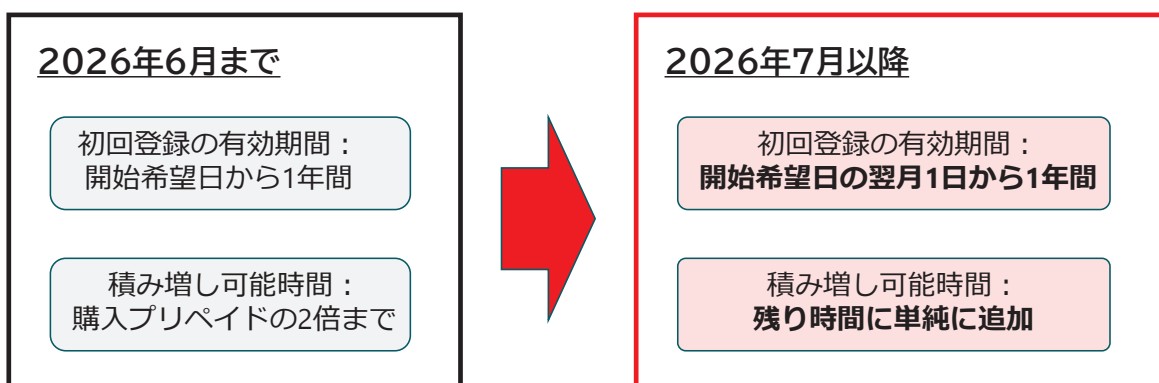 2026年6月まで
初回登録の有効期間：
開始希望日から1年間
積み増し可能時間：
購入プリペイドの2倍まで
2026年7月以降
初回登録の有効期間：
開始希望日の翌月1日から1年間
積み増し可能時間：
残り時間に単純に追加